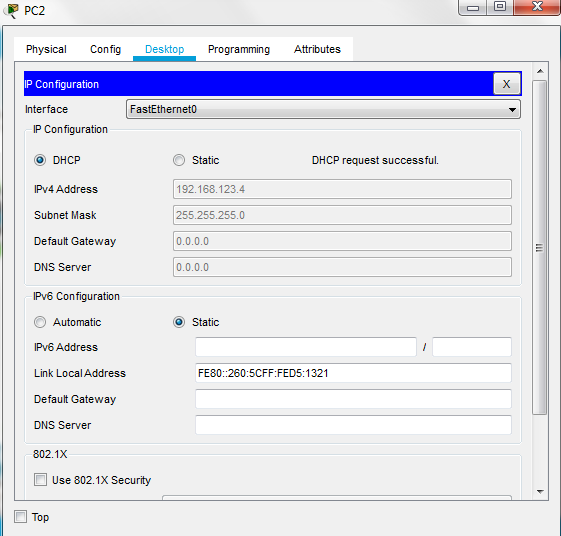 PC2
Physical Config Desktop Programming Attributes
IP Configuration X
Interface FastEthernet0
IP Configuration
DHCP Static DHCP request successful.
IPv4 Address 192.168.123.4
Subnet Mask 255.255.255.0
Default Gateway 0.0.0.0
DNS Server 0.0.0.0
IPv6 Configuration
Automatic Static
IPv6 Address /
Link Local Address FE80::260:5CFF:FED5:1321
Default Gateway
DNS Server
802.1X
Use 802.1X Security
Top